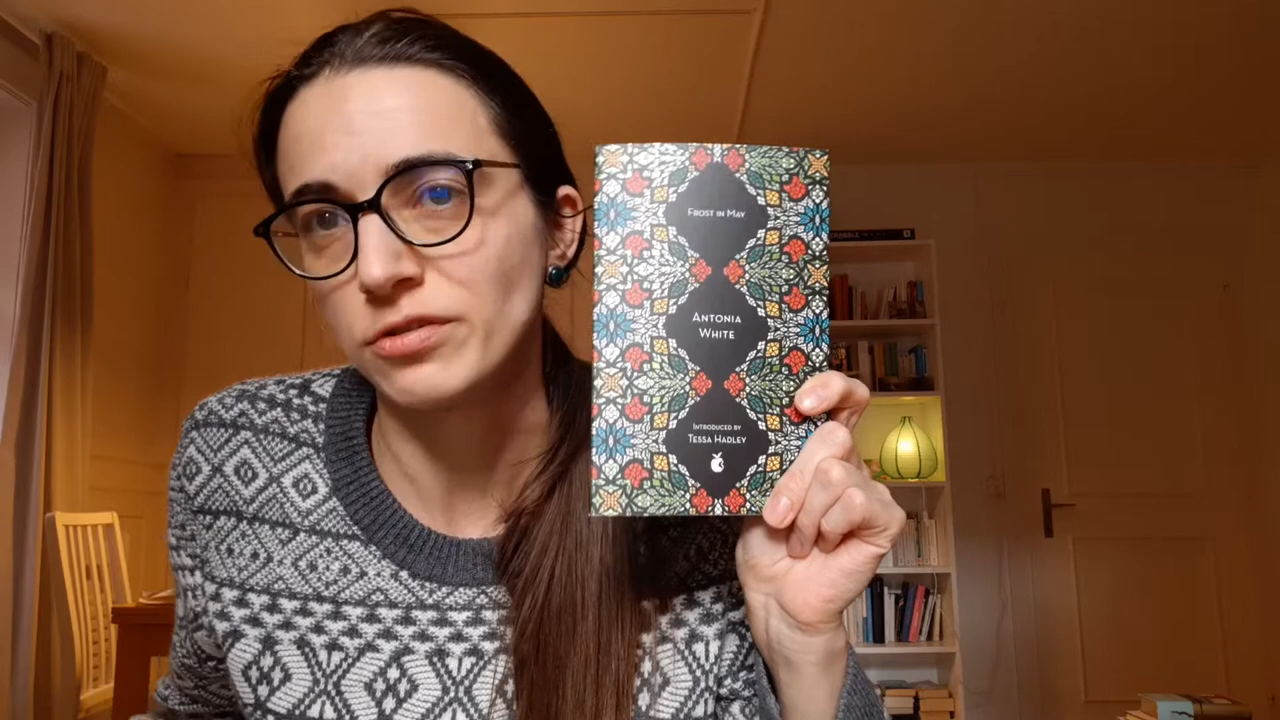 FROST IN MAY
ANTONIA
WHITE
INTRODUCED BY
TESSA HADLEY